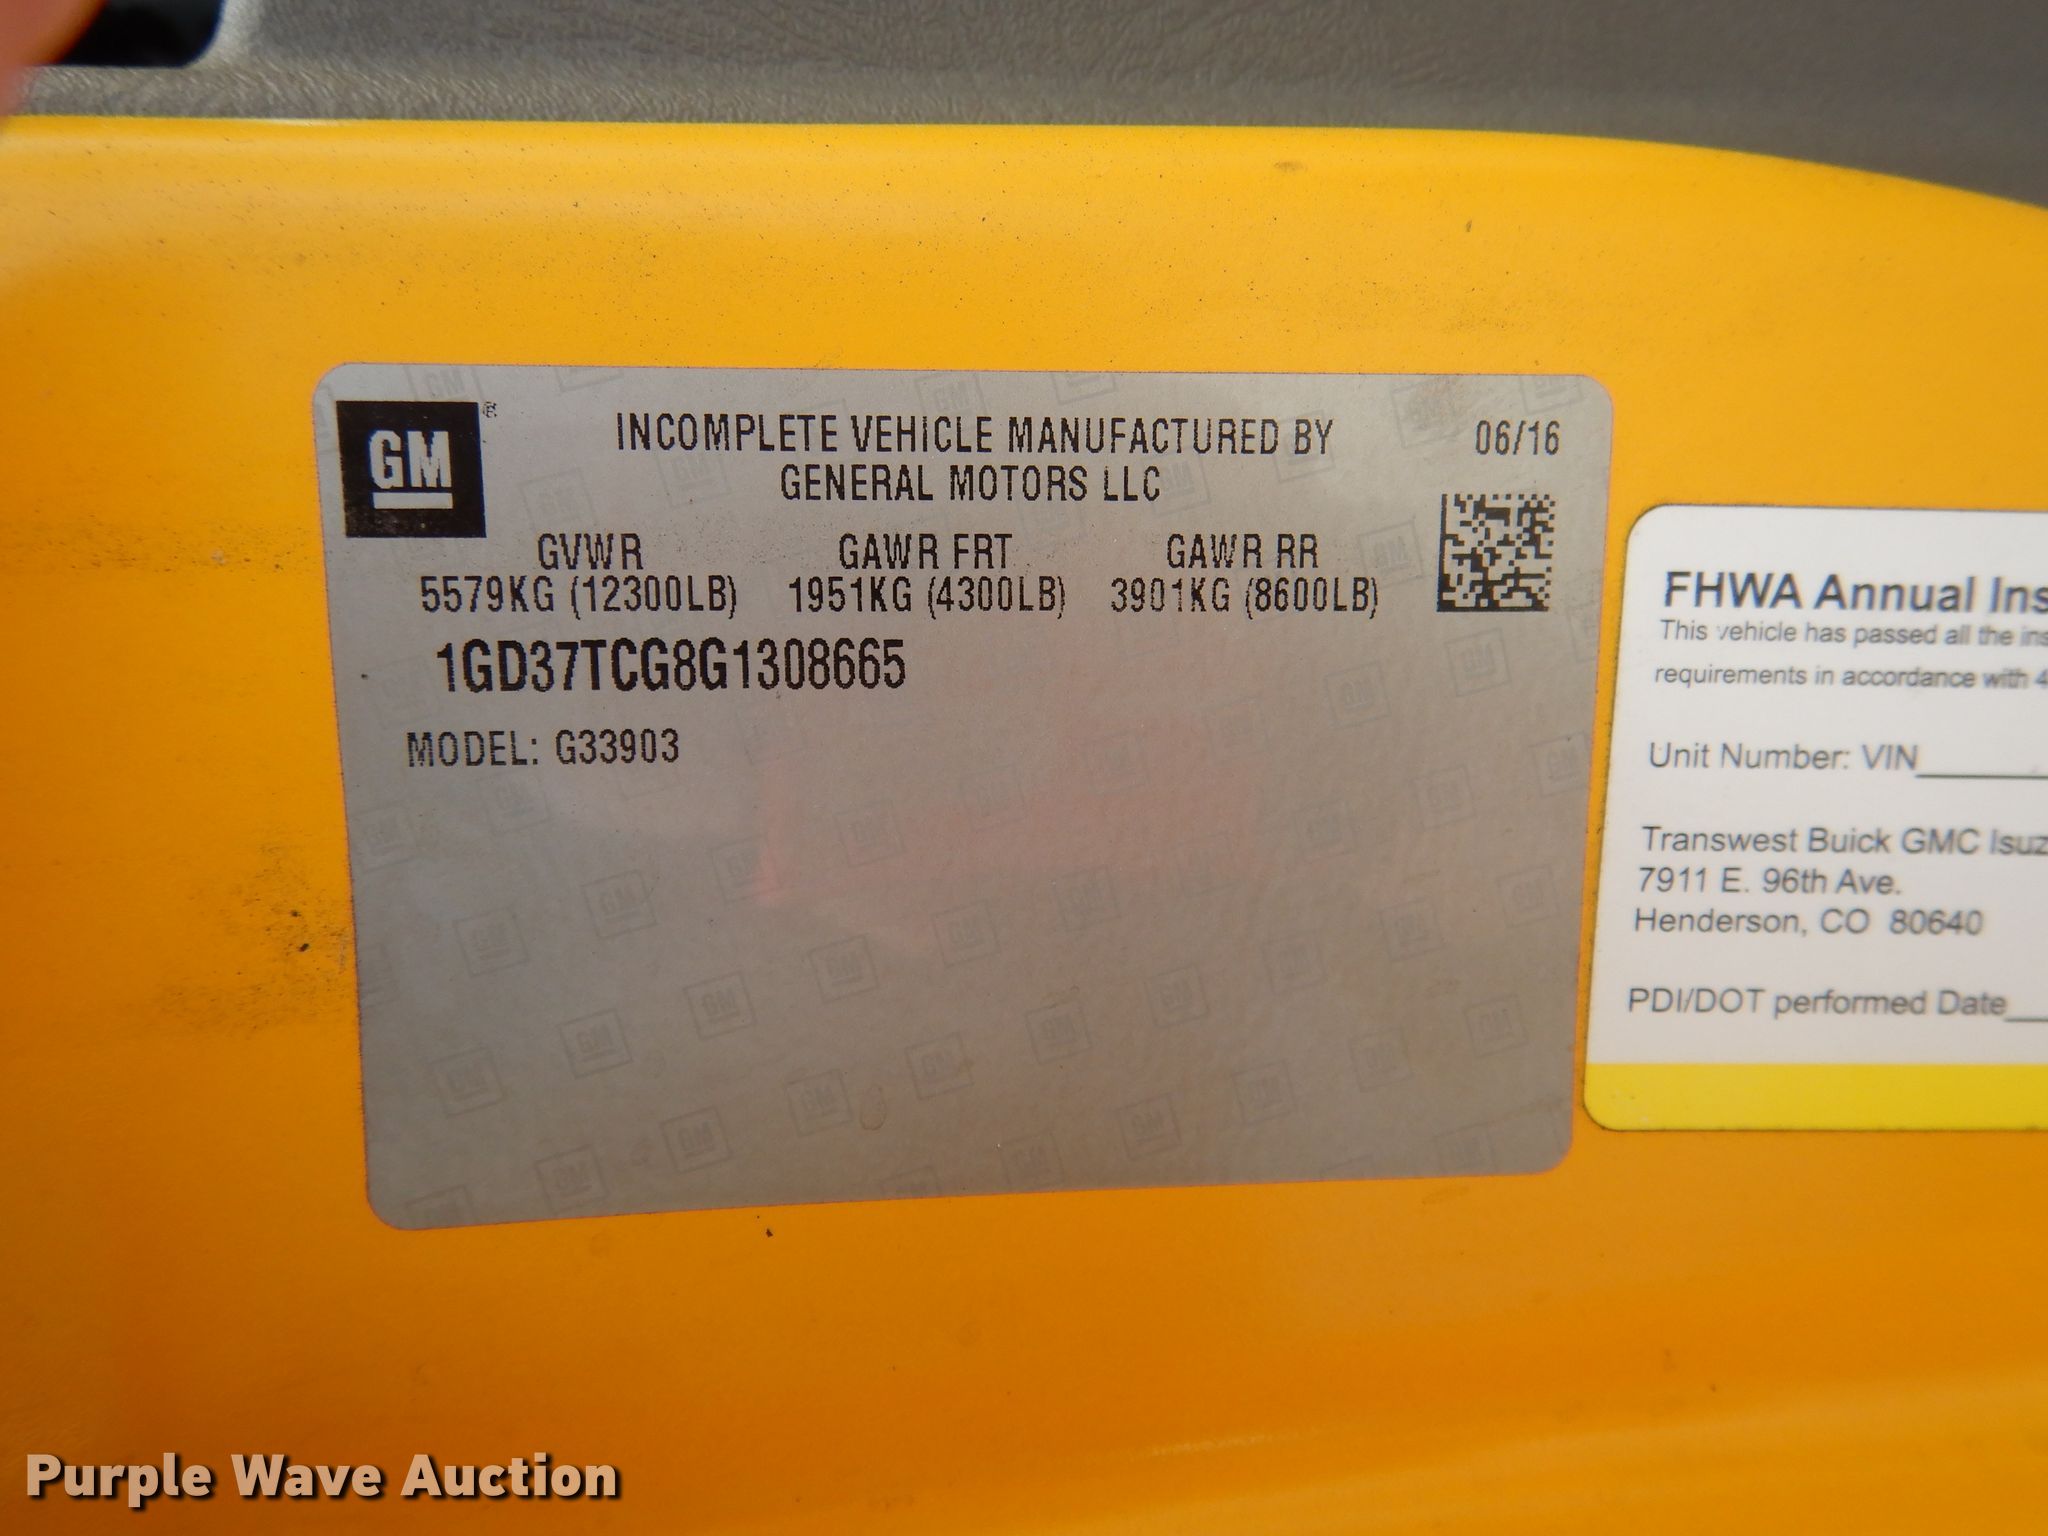 GM®
INCOMPLETE VEHICLE MANUFACTURED BY
GENERAL MOTORS LLC
06/16
GVWR GAWR FRT GAWR RR
5579KG (12300LB) 1951KG (4300LB) 3901KG (8600LB)
1GD37TCG8G1308665
MODEL: G33903
FHWA Annual Ins
This vehicle has passed all the ins
requirements in accordance with 4
Unit Number: VIN
Transwest Buick GMC Isuz
7911 E. 96th Ave.
Henderson, CO 80640
PDI/DOT performed Date
Purple Wave Auction